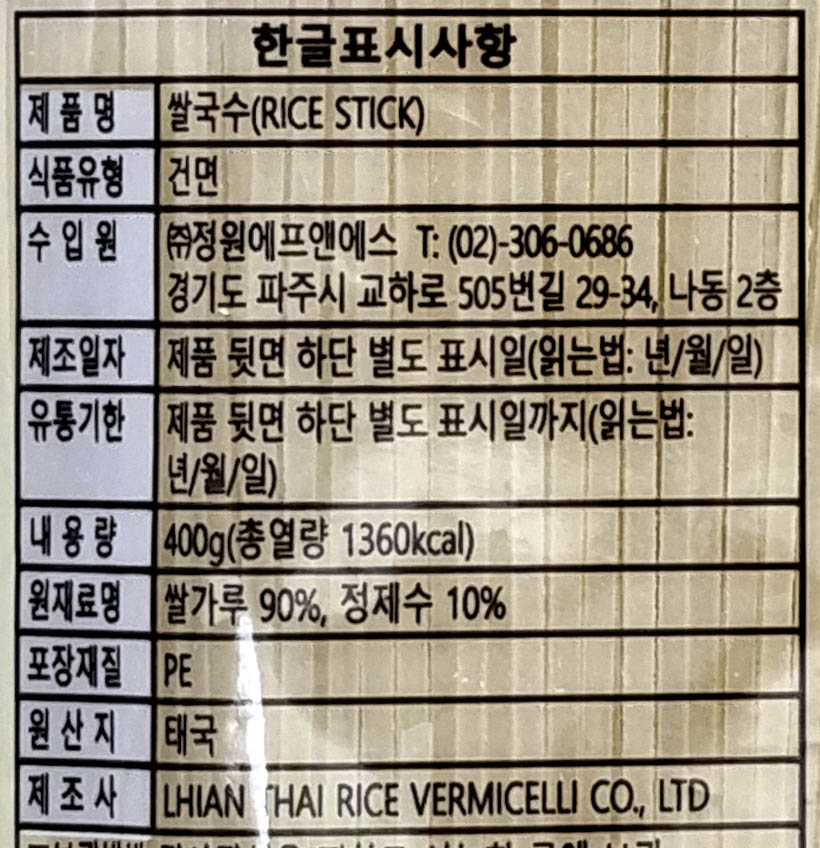 한글표시사항
제 품 명 쌀국수(RICE STICK)
식품유형 건면
수 입 원 ㈜정원에프앤에스 T: (02)-306-0686
경기도 파주시 교하로 505번길 29-34, 나동 2층
제조일자 제품 뒷면 하단 별도 표시일(읽는법: 년/월/일)
유통기한 제품 뒷면 하단 별도 표시일까지(읽는법:
년/월/일)
내 용 량 400g(총열량 1360kcal)
원재료명 쌀가루 90%, 정제수 10%
포장재질 PE
원 산 지 태국
제 조 사 LHIAN THAI RICE VERMICELLI CO., LTD